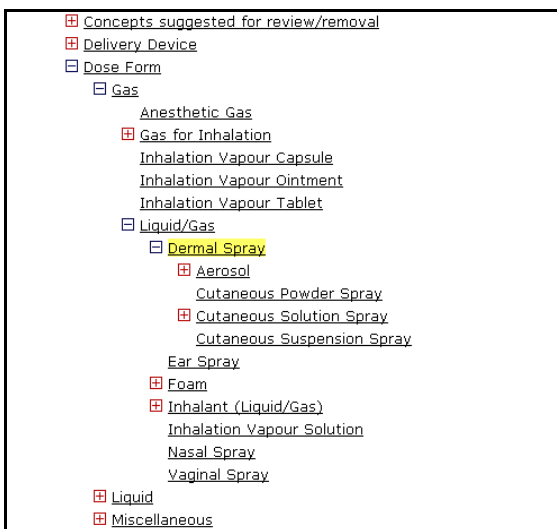 Concepts suggested for review/removal
Delivery Device
Dose Form
Gas
Anesthetic Gas
Gas for Inhalation
Inhalation Vapour Capsule
Inhalation Vapour Ointment
Inhalation Vapour Tablet
Liquid/Gas
Dermal Spray
Aerosol
Cutaneous Powder Spray
Cutaneous Solution Spray
Cutaneous Suspension Spray
Ear Spray
Foam
Inhalant (Liquid/Gas)
Inhalation Vapour Solution
Nasal Spray
Vaginal Spray
Liquid
Miscellaneous